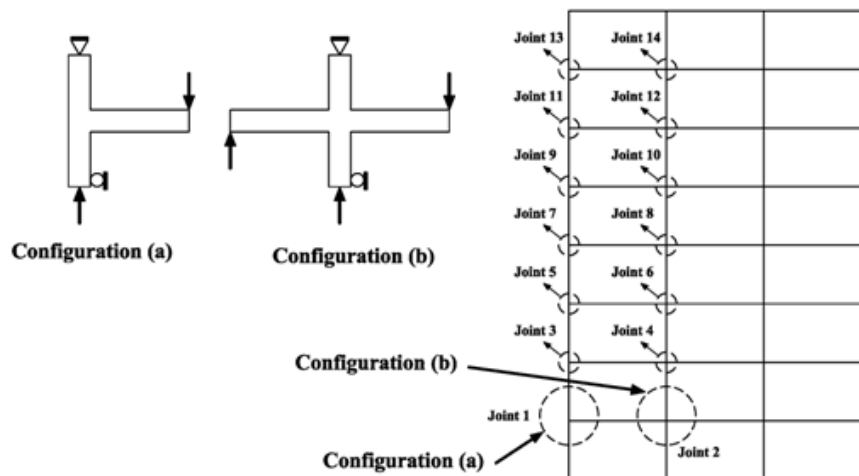 Joint 13
Joint 14
Joint 11
Joint 12
Joint 9
Joint 10
Joint 7
Joint 8
Configuration (a)
Configuration (b)
Joint 5
Joint 6
Joint 3
Joint 4
Configuration
(b)
Joint 1
Joint 2
Configuration
(a)